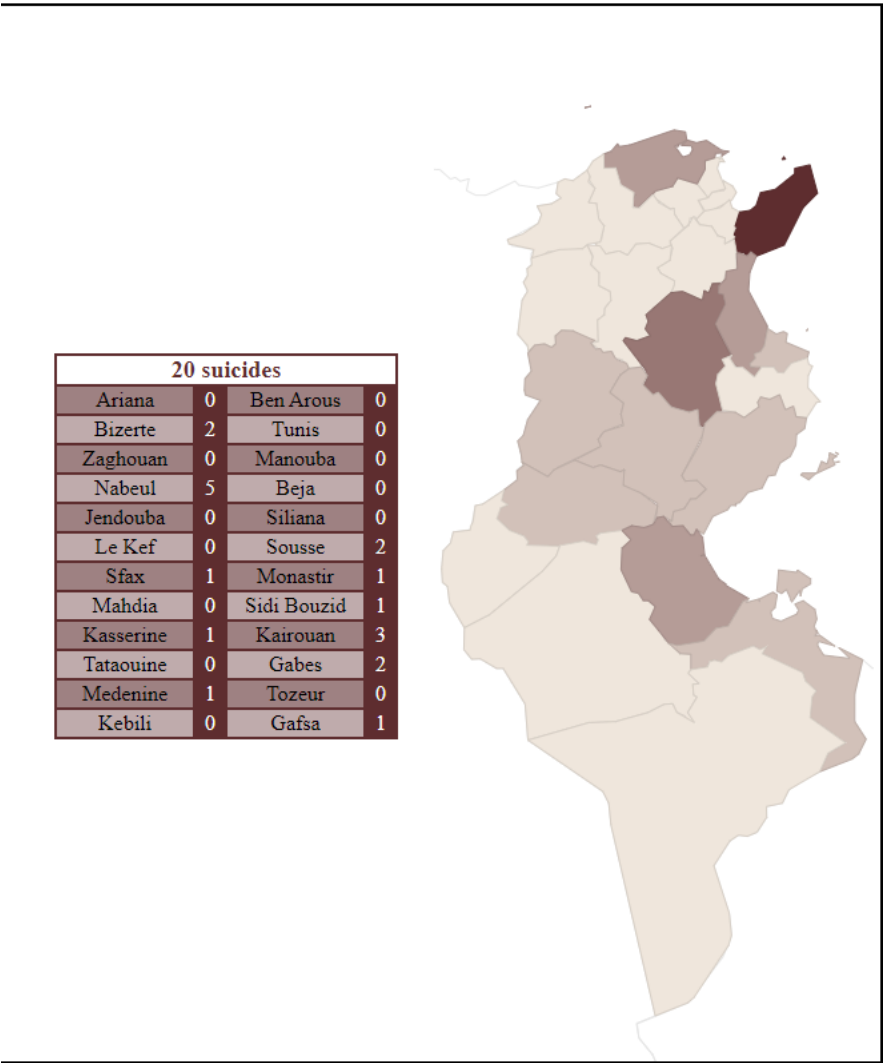 20 suicides
Ariana 0 Ben Arous 0
Bizerte 2 Tunis 0
Zaghouan 0 Manouba 0
Nabeul 5 Beja 0
Jendouba 0 Siliana 0
Le Kef 0 Sousse 2
Sfax 1 Monastir 1
Mahdia 0 Sidi Bouzid 1
Kasserine 1 Kairouan 3
Tataouine 0 Gabes 2
Medenine 1 Tozeur 0
Kebili 0 Gafsa 1